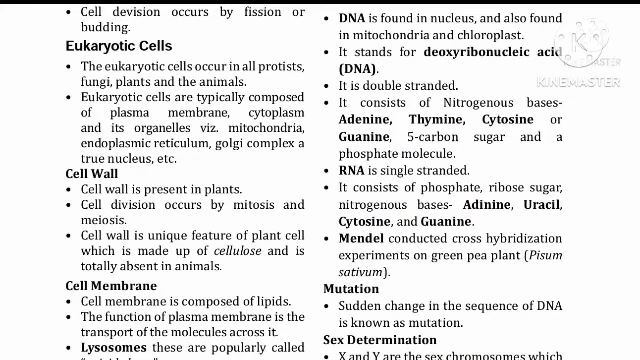 • Cell devision occurs by fission or
budding.
Eukaryotic Cells
• The eukaryotic cells occur in all protists,
fungi, plants and the animals.
• Eukaryotic cells are typically composed
of plasma membrane, cytoplasm
and its organelles viz. mitochondria,
endoplasmic reticulum, golgi complex a
true nucleus, etc.
Cell Wall
• Cell wall is present in plants.
• Cell division occurs by mitosis and
meiosis.
• Cell wall is unique feature of plant cell
which is made up of cellulose and is
totally absent in animals.
Cell Membrane
• Cell membrane is composed of lipids.
• The function of plasma membrane is the
transport of the molecules across it.
• Lysosomes these are popularly called
• DNA is found in nucleus, and also found
in mitochondria and chloroplast.
• It stands for deoxyribonucleic acid
(DNA).
• It is double stranded.
• It consists of Nitrogenous bases-
Adenine, Thymine, Cytosine or
Guanine, 5-carbon sugar and a
phosphate molecule.
• RNA is single stranded.
• It consists of phosphate, ribose sugar,
nitrogenous bases- Adinine, Uracil,
Cytosine, and Guanine.
• Mendel conducted cross hybridization
experiments on green pea plant (Pisum
sativum).
Mutation
• Sudden change in the sequence of DNA
is known as mutation.
Sex Determination
• X and Y are the sex chromosomes which
KINEMASTER
KINEMASTER